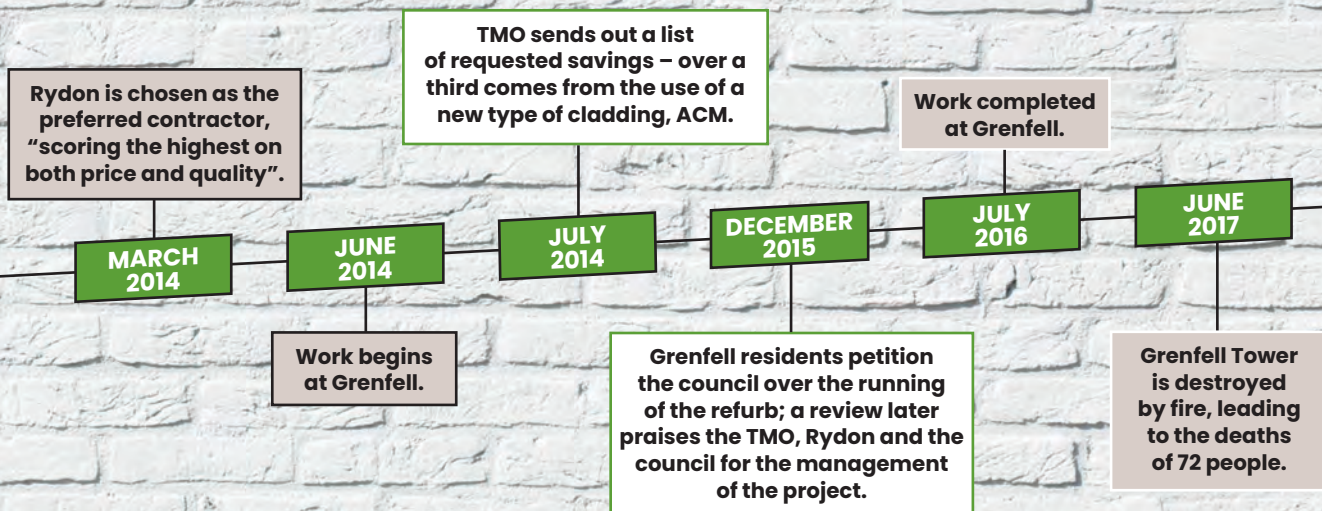 Rydon is chosen as the
preferred contractor,
“scoring the highest on
both price and quality”.
MARCH
2014
JUNE
2014
Work begins
at Grenfell.
TMO sends out a list
of requested savings – over a
third comes from the use of a
new type of cladding, ACM.
JULY
2014
DECEMBER
2015
Grenfell residents petition
the council over the running
of the refurb; a review later
praises the TMO, Rydon and the
council for the management
of the project.
Work completed
at Grenfell.
JULY
2016
JUNE
2017
Grenfell Tower
is destroyed
by fire, leading
to the deaths
of 72 people.